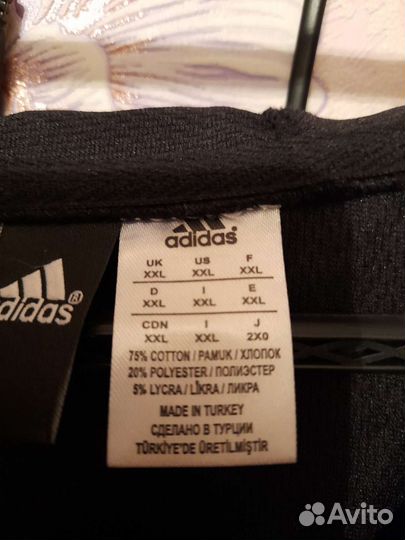 adidas
adidas®
UK US F
XXL XXL XXL
D I E
XXL XXL XXL
CDN I J
XXL XXL 2X0
75% COTTON / PAMUK / ХЛОПОК
20% POLYESTER / ПОЛИЭСТЕР
5% LYCRA / LİKRA / ЛИКРА
MADE IN TURKEY
СДЕЛАНО В ТУРЦИИ
TÜRKİYE'DE ÜRETİLMİŞTİR
Avito